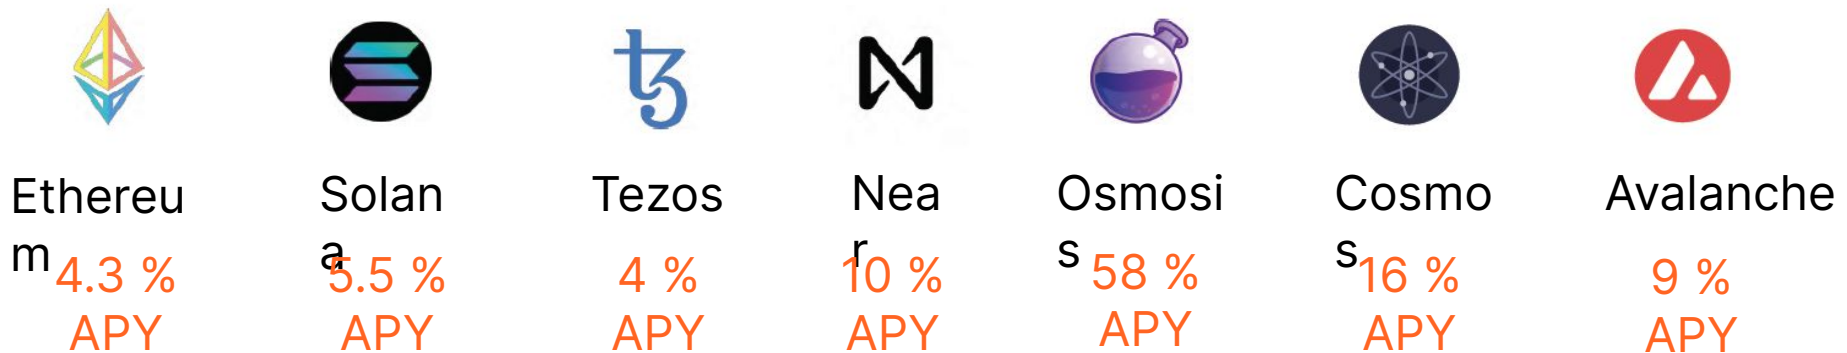 Ethereu
m
4.3 %
APY
Solan
a
5.5 %
APY
Tezos
4 %
APY
Nea
r
10 %
APY
Osmosi
s
58 %
APY
Cosmo
s
16 %
APY
Avalanche
9 %
APY